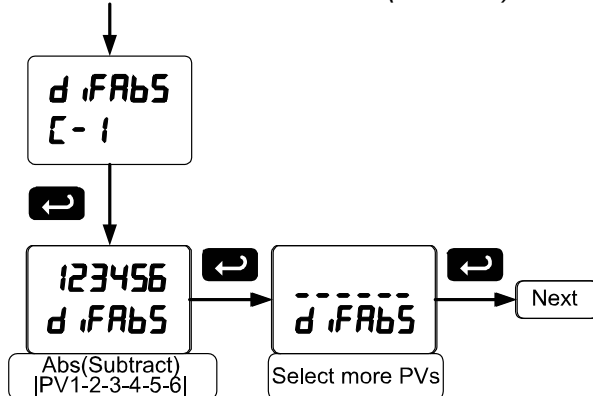 d iFAbS
C-1
123456
d iFAbS
Abs(Subtract)
|PV1-2-3-4-5-6|
------
d iFAbS
Select more PVs
Next